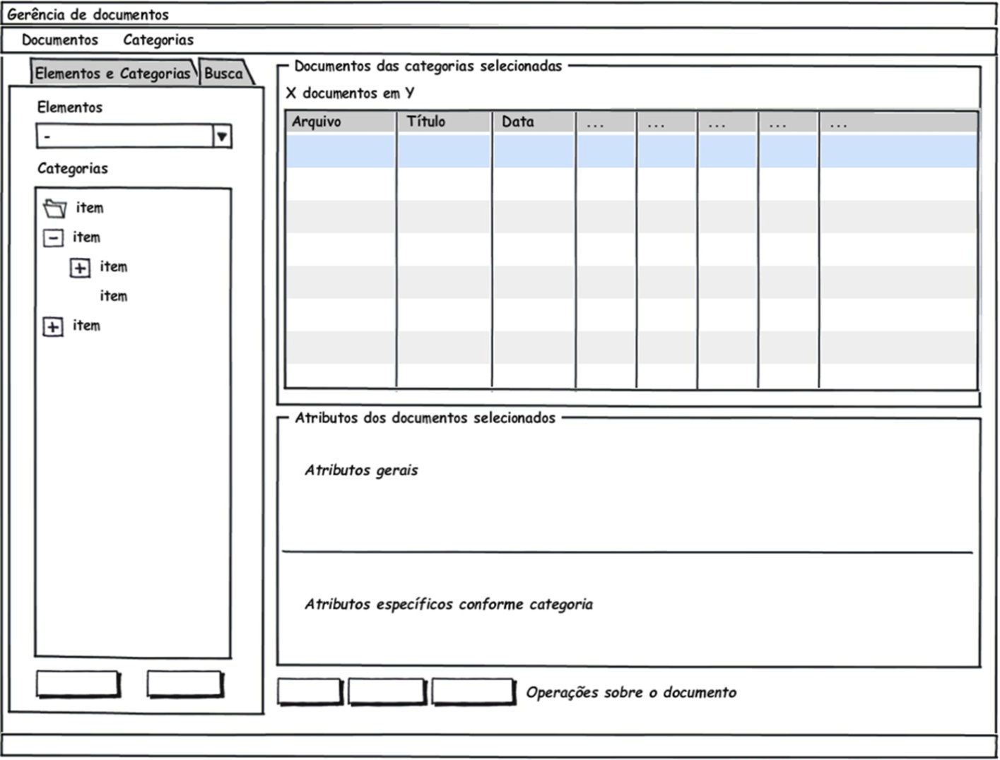 Gerência de documentos
Documentos Categorias
Elementos e Categorias Busca
Elementos
-
Categorias
item
item
item
item
item
Documentos das categorias selecionadas
X documentos em Y
Arquivo Título Data ... ... ... ... ...
Atributos dos documentos selecionados
Atributos gerais
Atributos específicos conforme categoria
Operações sobre o documento